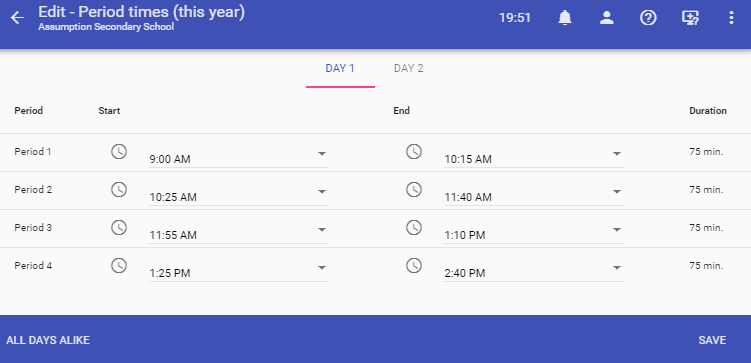 Edit - Period times (this year)
Assumption Secondary School
19:51
DAY 1 DAY 2
Period Start End Duration
Period 1 9:00 AM 10:15 AM 75 min.
Period 2 10:25 AM 11:40 AM 75 min.
Period 3 11:55 AM 1:10 PM 75 min.
Period 4 1:25 PM 2:40 PM 75 min.
ALL DAYS ALIKE SAVE